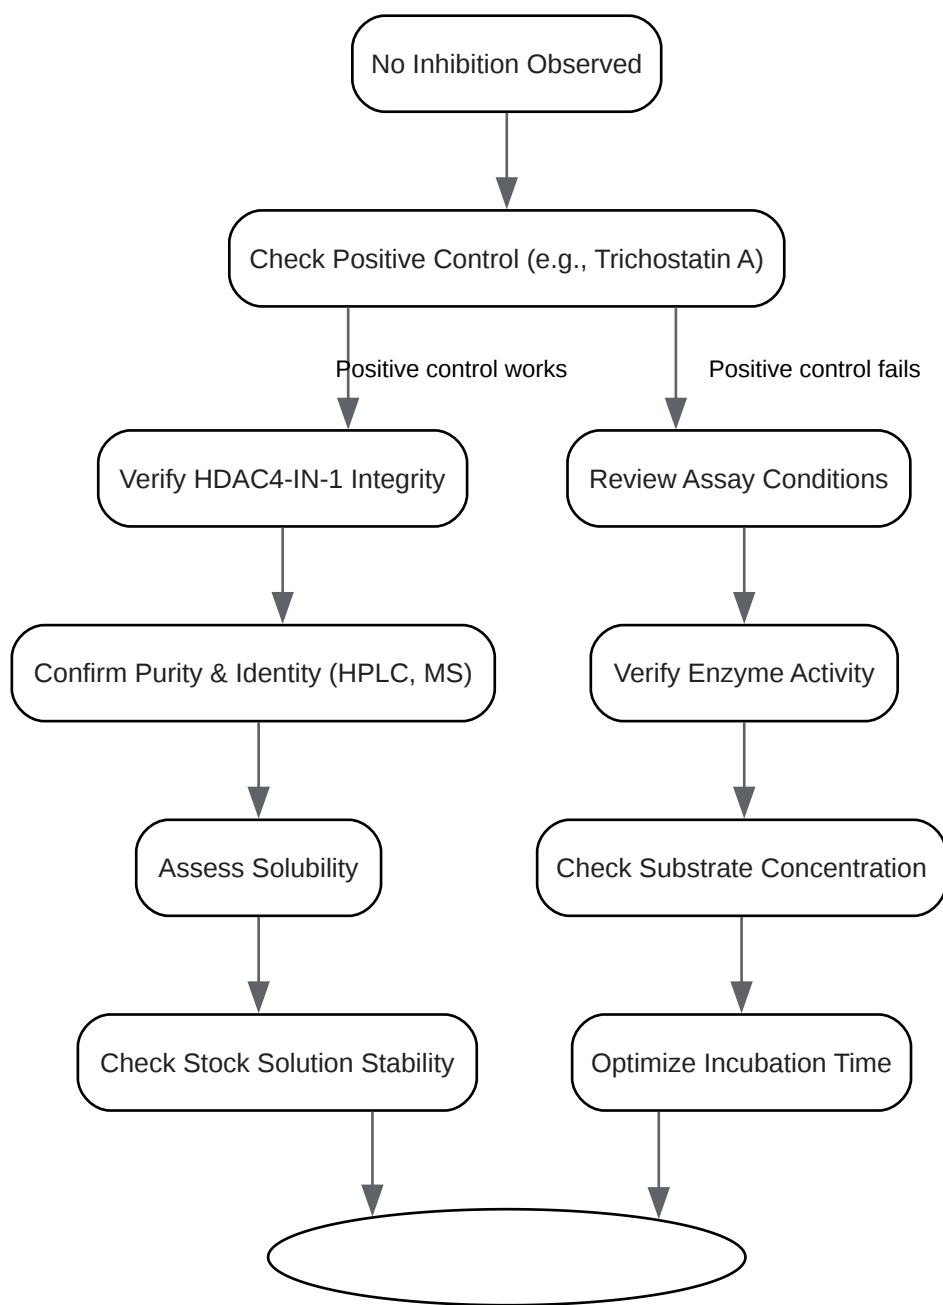 No Inhibition Observed
Check Positive Control (e.g., Trichostatin A)
Positive control works
Positive control fails
Verify HDAC4-IN-1 Integrity
Review Assay Conditions
Confirm Purity & Identity (HPLC, MS)
Verify Enzyme Activity
Assess Solubility
Check Substrate Concentration
Check Stock Solution Stability
Optimize Incubation Time